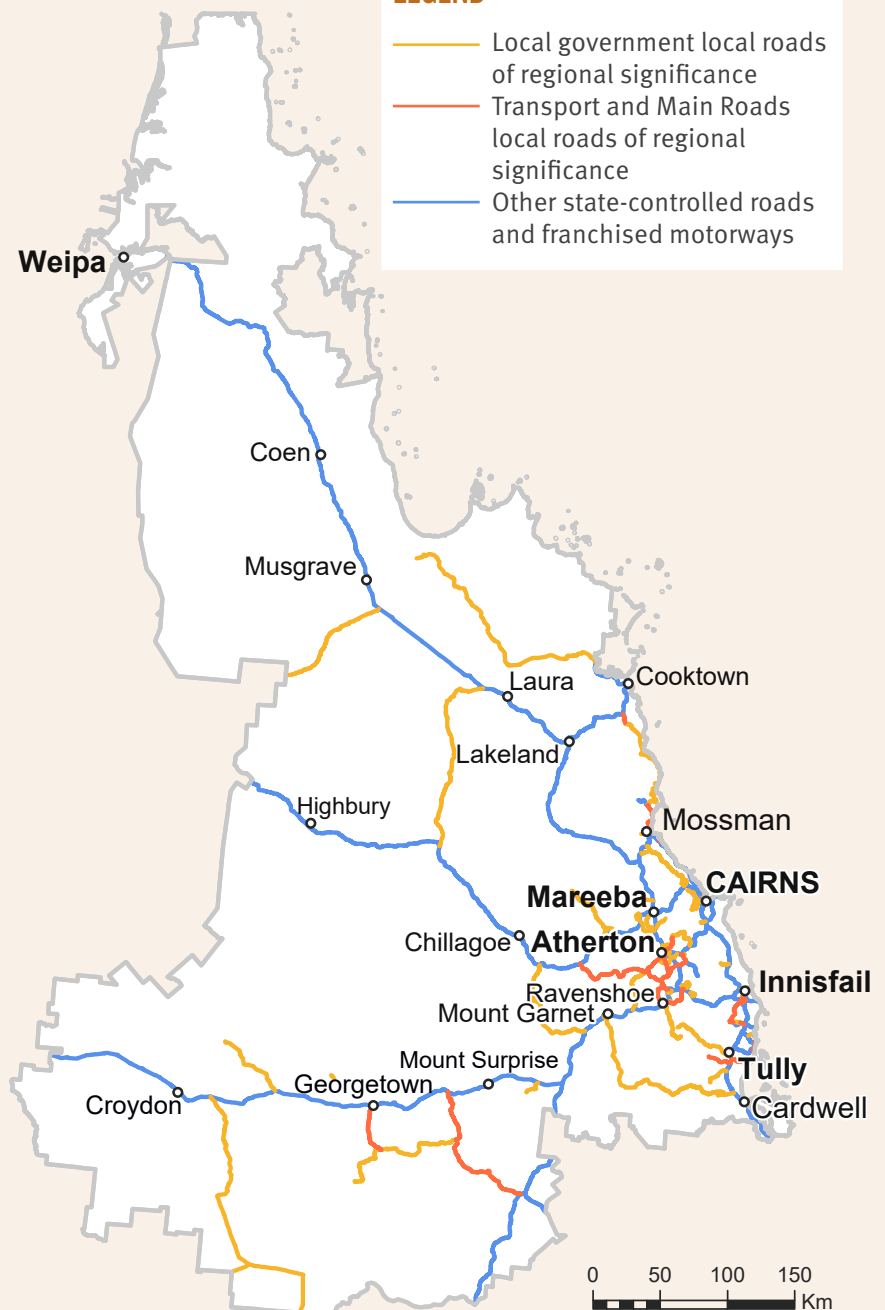 LEGEND
Local government local roads
of regional significance
Transport and Main Roads
local roads of regional
significance
Other state-controlled roads
and franchised motorways
Weipa
Coen
Musgrave
Laura
Cooktown
Lakeland
Highbury
Mossman
CAIRNS
Mareeba
Chillagoe
Atherton
Innisfail
Ravenshoe
Mount Garnet
Mount Surprise
Tully
Georgetown
Croydon
Cardwell
0 50 100 150
Km